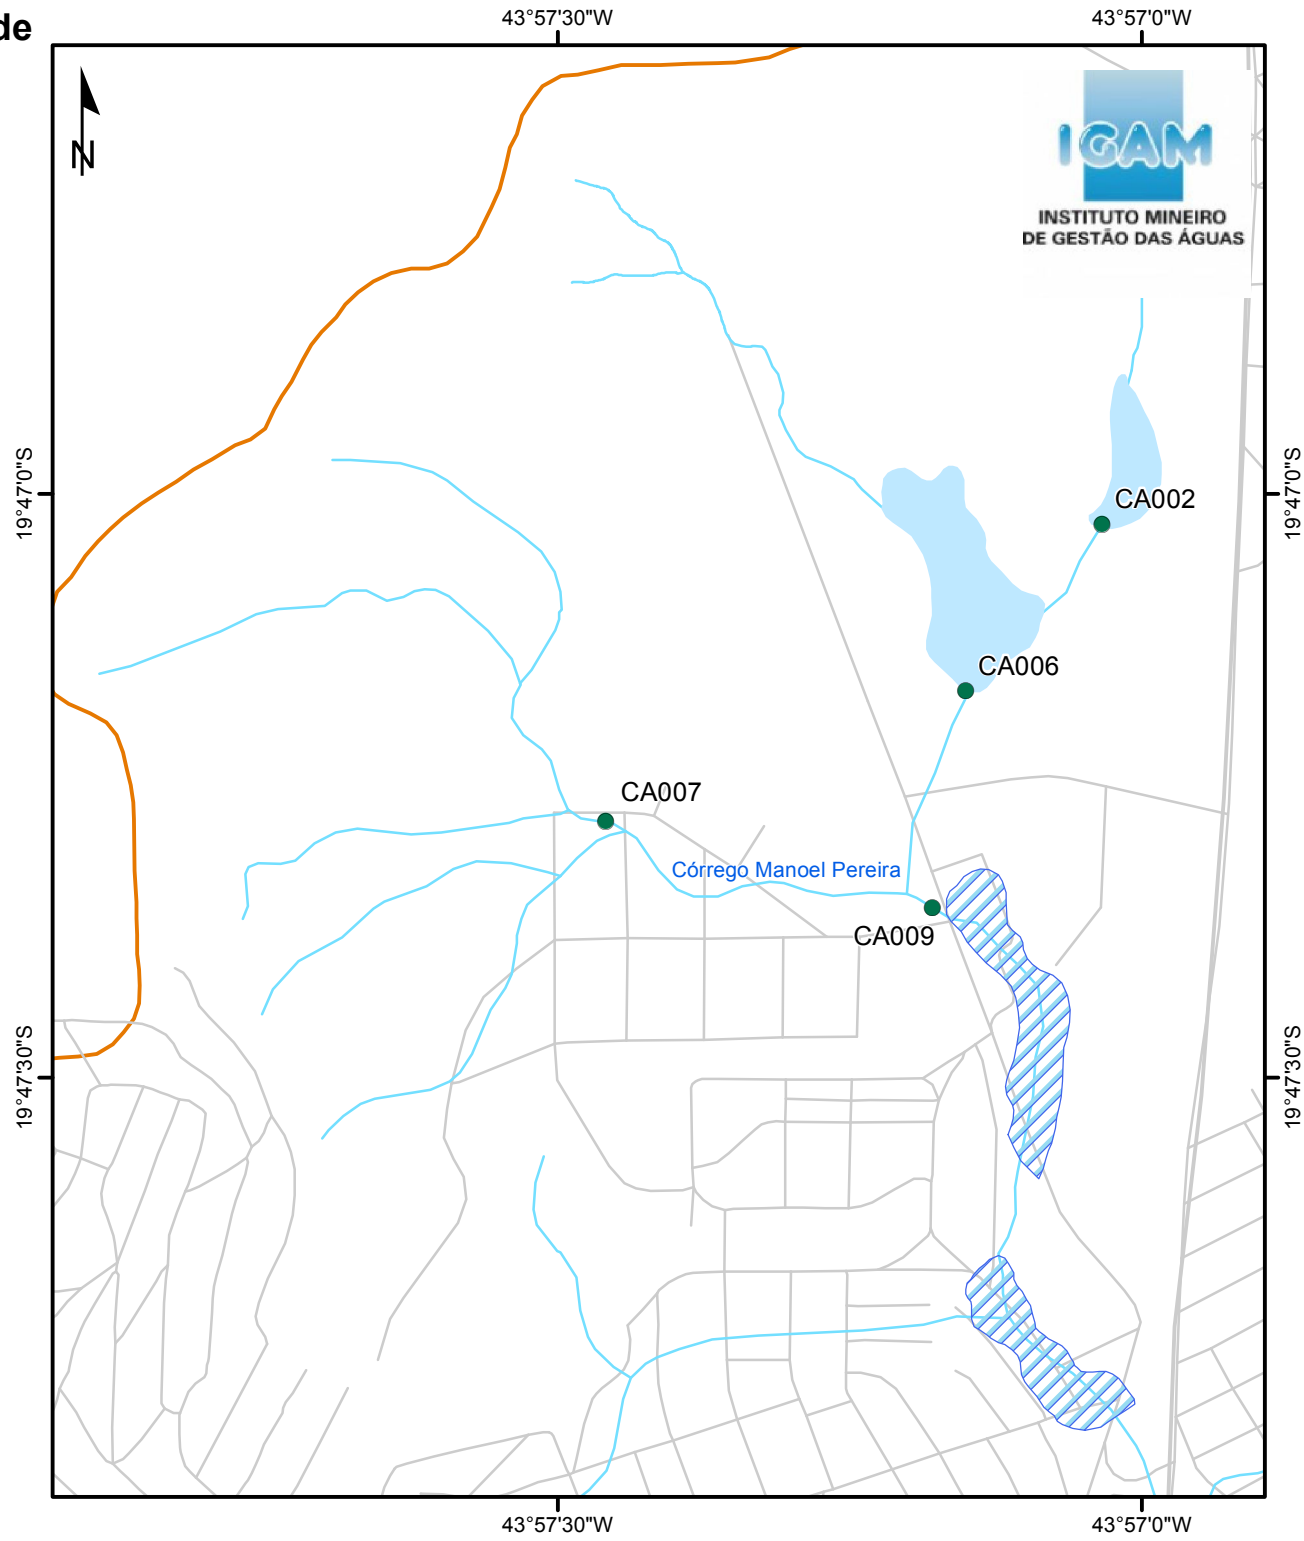 de
43°57'30"W
43°57'0"W
N
IGAM
INSTITUTO MINEIRO
DE GESTÃO DAS ÁGUAS
19°47'0"S
19°47'0"S
CA002
CA006
CA007
Córrego Manoel Pereira
CA009
19°47'30"S
19°47'30"S
43°57'30"W
43°57'0"W